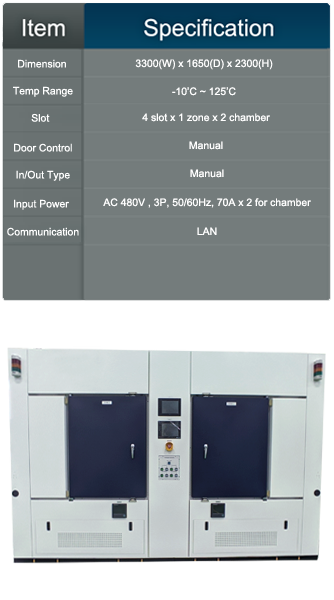 Item Specification
Dimension 3300(W) x 1650(D) x 2300(H)
Temp Range -10'C ~ 125'C
Slot 4 slot x 1 zone x 2 chamber
Door Control Manual
In/Out Type Manual
Input Power AC 480V , 3P, 50/60Hz, 70A x 2 for chamber
Communication LAN